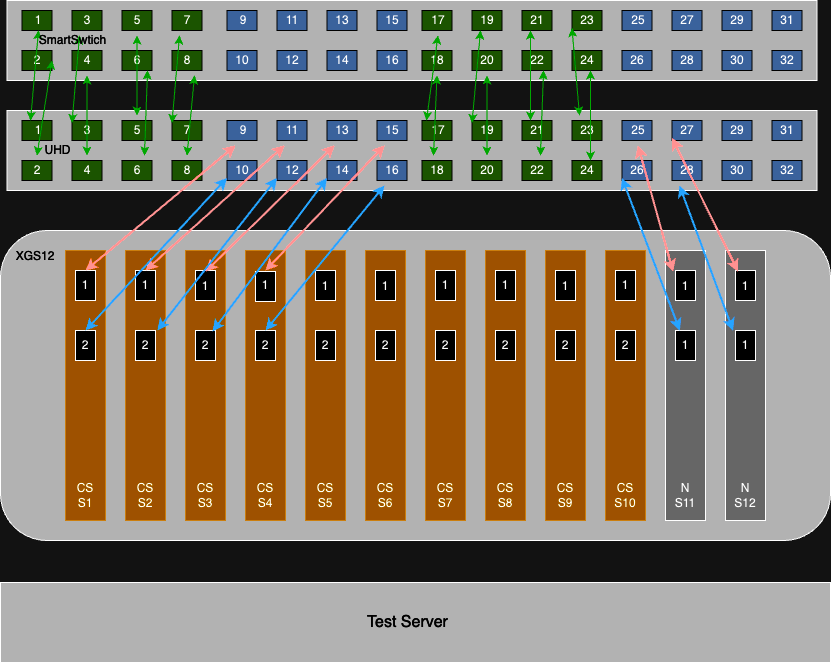 1 3 5 7 9 11 13 15 17 19 21 23 25 27 29 31
SmartSwtich
2 4 6 8 10 12 14 16 18 20 22 24 26 28 30 32
1 3 5 7 9 11 13 15 17 19 21 23 25 27 29 31
UHD
2 4 6 8 10 12 14 16 18 20 22 24 26 28 30 32
XGS12
1 1 1 1 1 1 1 1 1 1 1 1
2 2 2 2 2 2 2 2 2 2 1 1
CS CS CS CS CS CS CS CS CS CS N N
S1 S2 S3 S4 S5 S6 S7 S8 S9 S10 S11 S12
Test Server